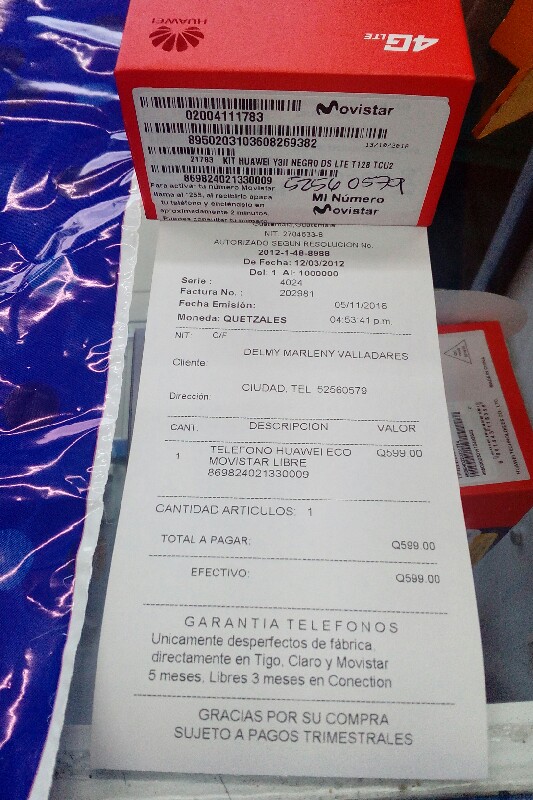 HUAWEI
4G LTE
Movistar
02004111783
8950203103608269382
13/10/2016
21783 KIT HUAWEI Y3II NEGRO DS LTE T128 TCU2
869824021330009
5256 0579
Para activar tu número Movistar
llama al *255, al recibirlo apaga
tu teléfono y enciéndelo en
aproximadamente 2 minutos.
Mi Número
Movistar
Guatemala, Guatemala
NIT: 2704633-8
AUTORIZADO SEGUN RESOLUCION No.
2012-1-48-8988
De Fecha: 12/03/2012
Del: 1 Al: 1000000
Serie : 4024
Factura No. : 202981
Fecha Emisión: 05/11/2016
Moneda: QUETZALES 04:53:41 p.m.
NIT: C/F
Cliente: DELMY MARLENY VALLADARES
Dirección: CIUDAD. TEL 52560579
CANT. DESCRIPCION VALOR
1 TELEFONO HUAWEI ECO Q599.00
MOVISTAR LIBRE
869824021330009
CANTIDAD ARTICULOS: 1
TOTAL A PAGAR: Q599.00
EFECTIVO: Q599.00
GARANTIA TELEFONOS
Unicamente desperfectos de fábrica,
directamente en Tigo, Claro y Movistar
5 meses, Libres 3 meses en Conection
GRACIAS POR SU COMPRA
SUJETO A PAGOS TRIMESTRALES